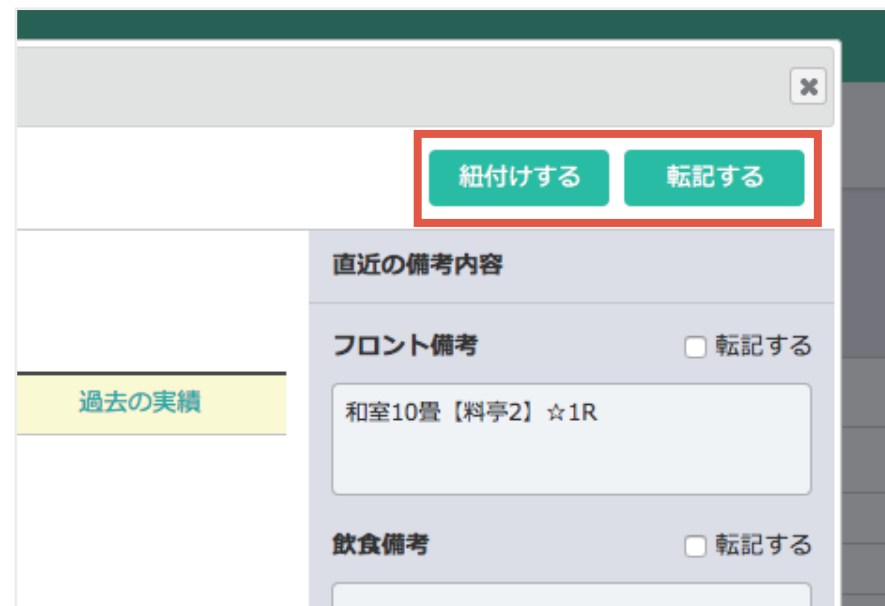 紐付けする 転記する
直近の備考内容
フロント備考 転記する
過去の実績
和室10畳【料亭2】☆1R
飲食備考 転記する